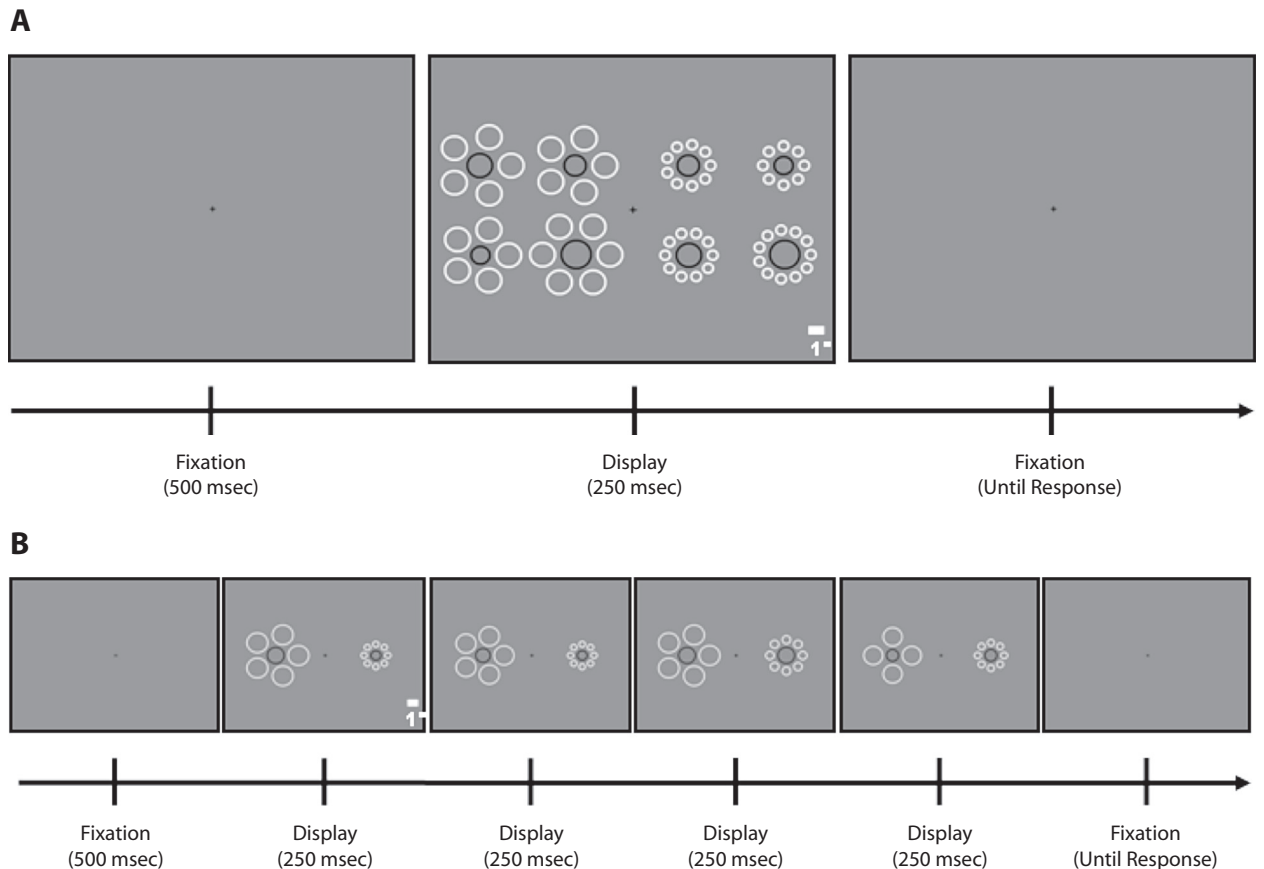 A
1
Fixation
(500 msec)
Display
(250 msec)
Fixation
(Until Response)
B
1
Fixation
(500 msec)
Display
(250 msec)
Display
(250 msec)
Display
(250 msec)
Display
(250 msec)
Fixation
(Until Response)